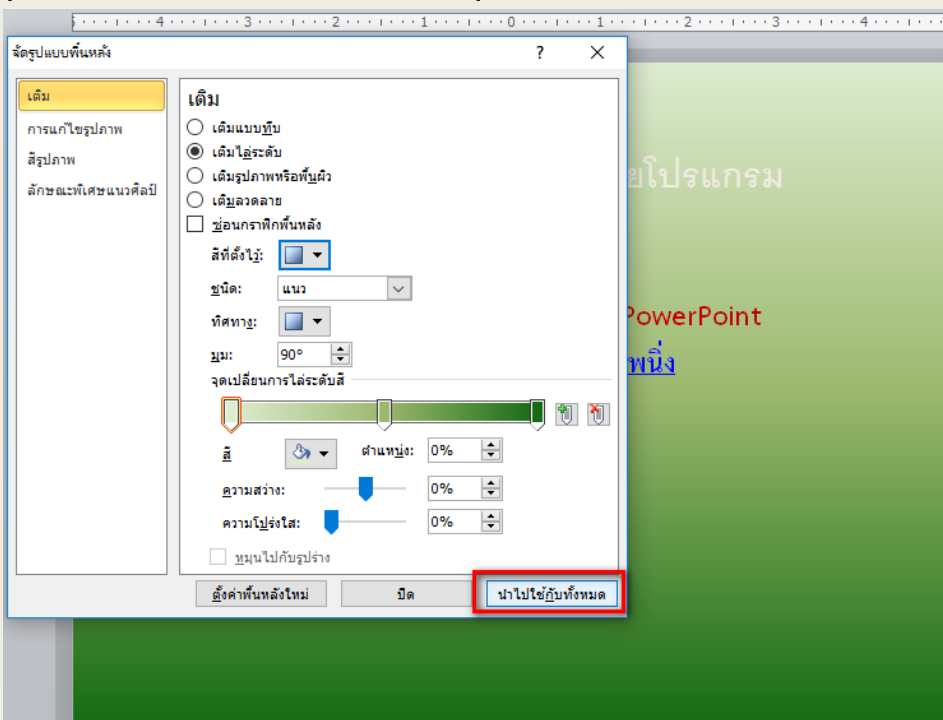 4 3 2 1 0 1 2 3 4
จัดรูปแบบพื้นหลัง ?
เติม
การแก้ไขรูปภาพ
สีรูปภาพ
ลักษณะพิเศษแนวศิลป์
เติม
เติมแบบทึบ
เติมไล่ระดับ
เติมรูปภาพหรือพื้นผิว
เติมลวดลาย
ซ่อนกราฟิกพื้นหลัง
สีที่ตั้งไว้:
ชนิด: แนว
ทิศทาง:
มุม: 90°
จุดเปลี่ยนการไล่ระดับสี
สี ตำแหน่ง: 0%
ความสว่าง: 0%
ความโปร่งใส: 0%
หมุนไปกับรูปร่าง
ตั้งค่าพื้นหลังใหม่ ปิด นำไปใช้กับทั้งหมด
ยโปรแกรม
PowerPoint
พนิ่ง